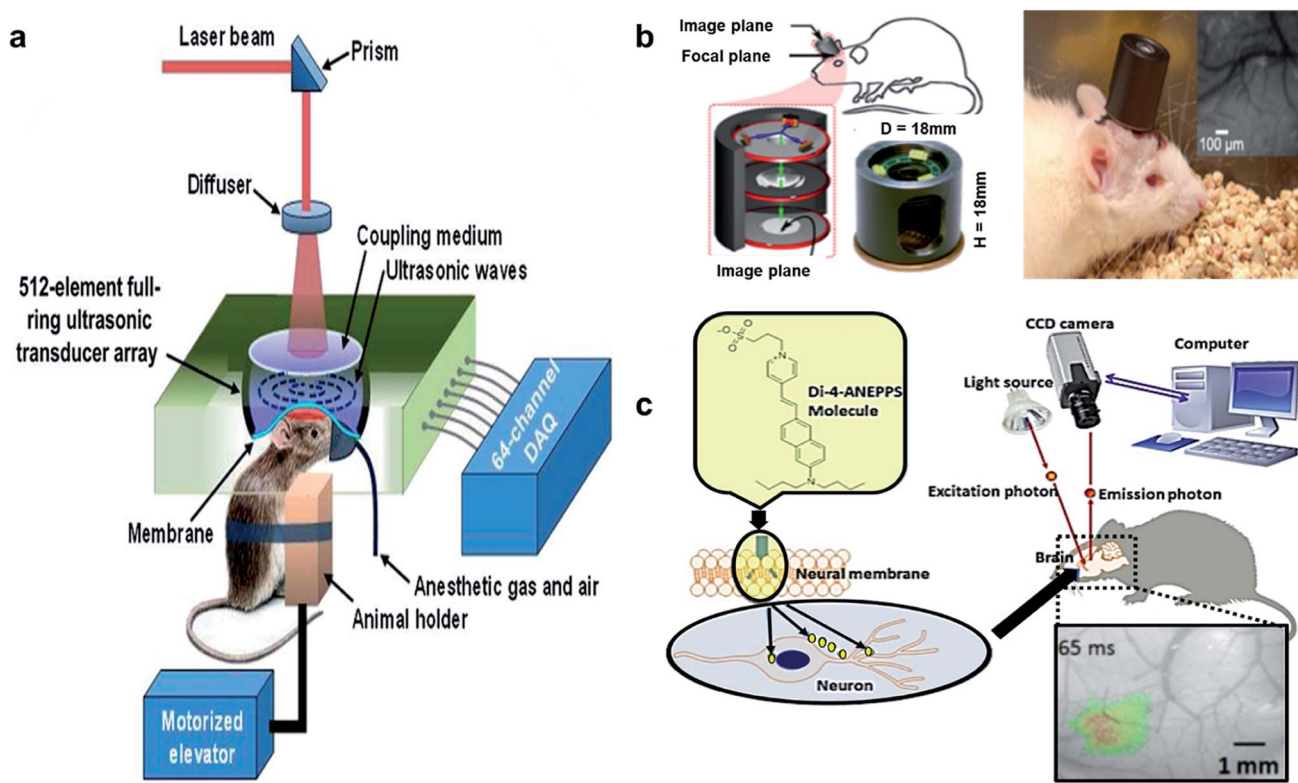 a
Laser beam
Prism
Diffuser
Coupling medium
Ultrasonic waves
512-element full-
ring ultrasonic
transducer array
64-channel
DAQ
Membrane
Anesthetic gas and air
Animal holder
Motorized
elevator
b
Image plane
Focal plane
D = 18mm
H = 18mm
Image plane
100 µm
c
O
S
O
O
N
N
Di-4-ANEPPS
Molecule
CCD camera
Computer
Light source
Excitation photon
Emission photon
Brain
Neural membrane
Neuron
65 ms
1 mm